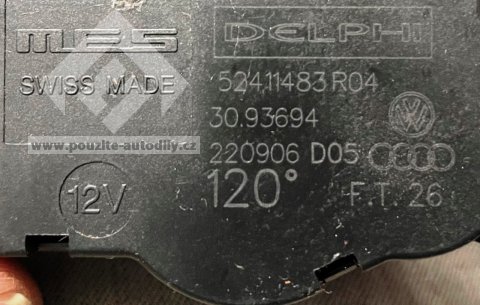 MES DELPHI
SWISS MADE 52411483 R04
30.93694
www.pouzite-autodily.cz
220906 D05
12V 120° F.T. 26